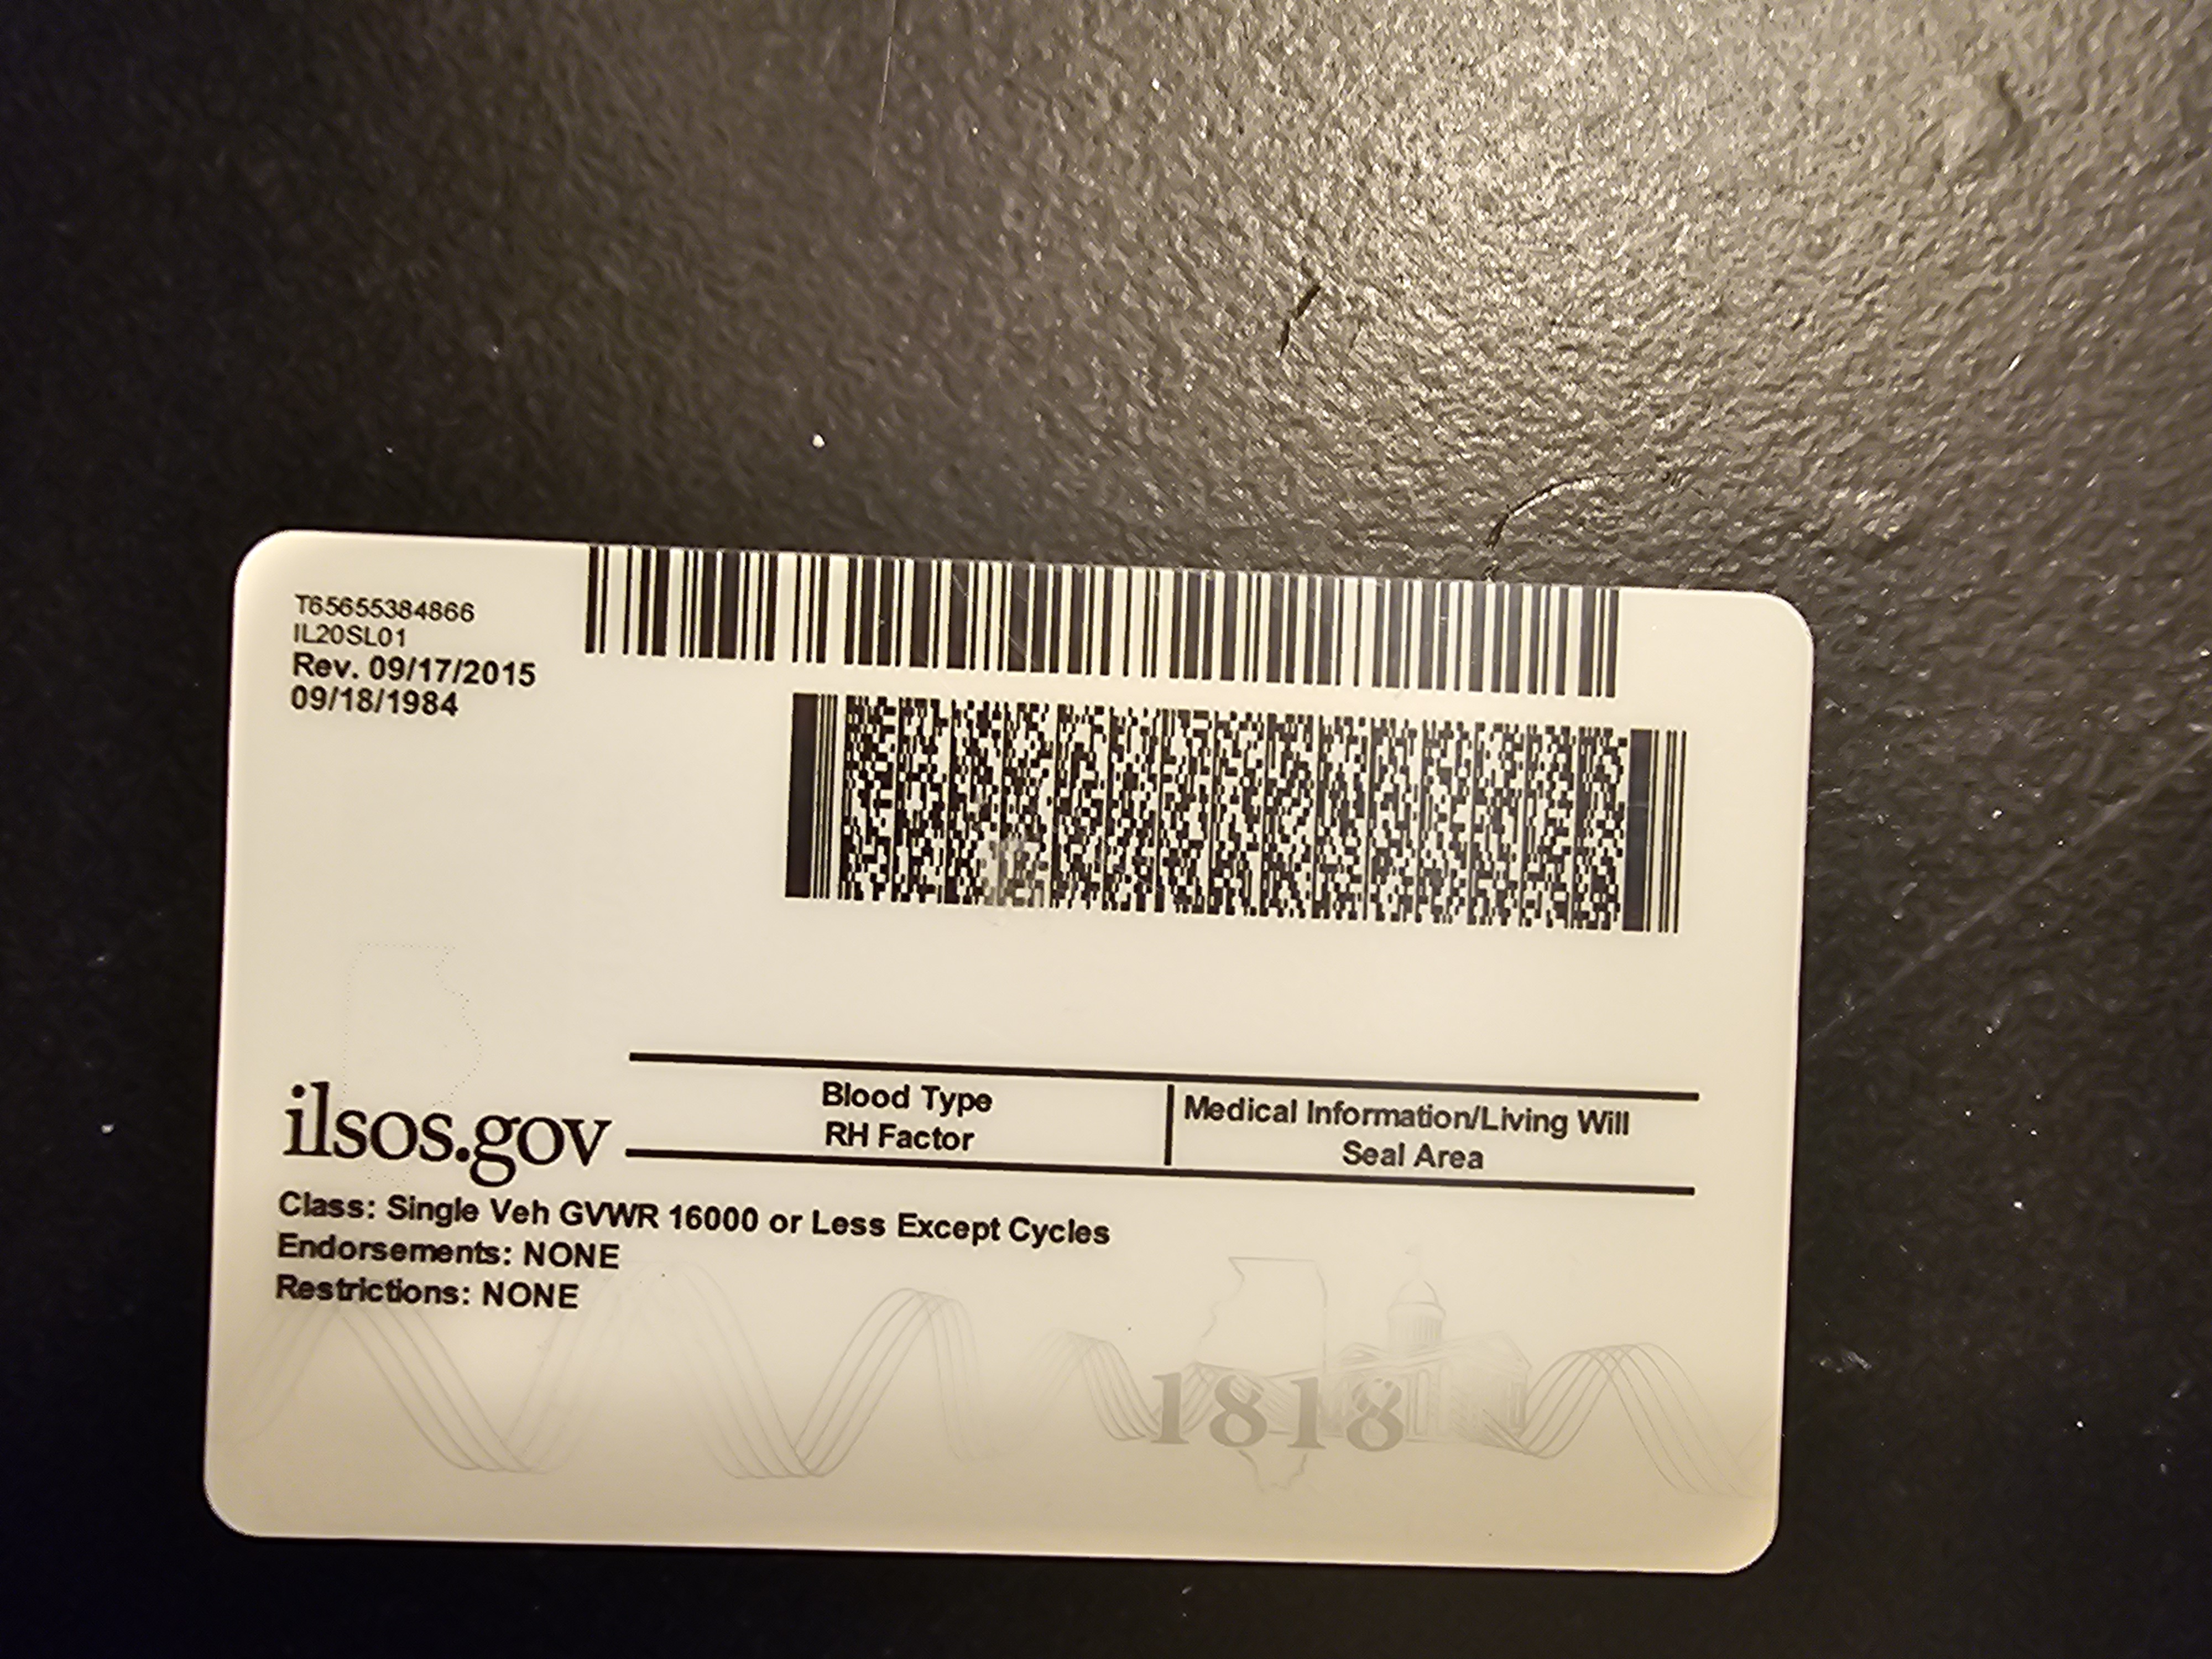 T65655384866
IL20SL01
Rev. 09/17/2015
09/18/1984
ilsos.gov
Blood Type
RH Factor
Medical Information/Living Will
Seal Area
Class: Single Veh GVWR 16000 or Less Except Cycles
Endorsements: NONE
Restrictions: NONE
1818